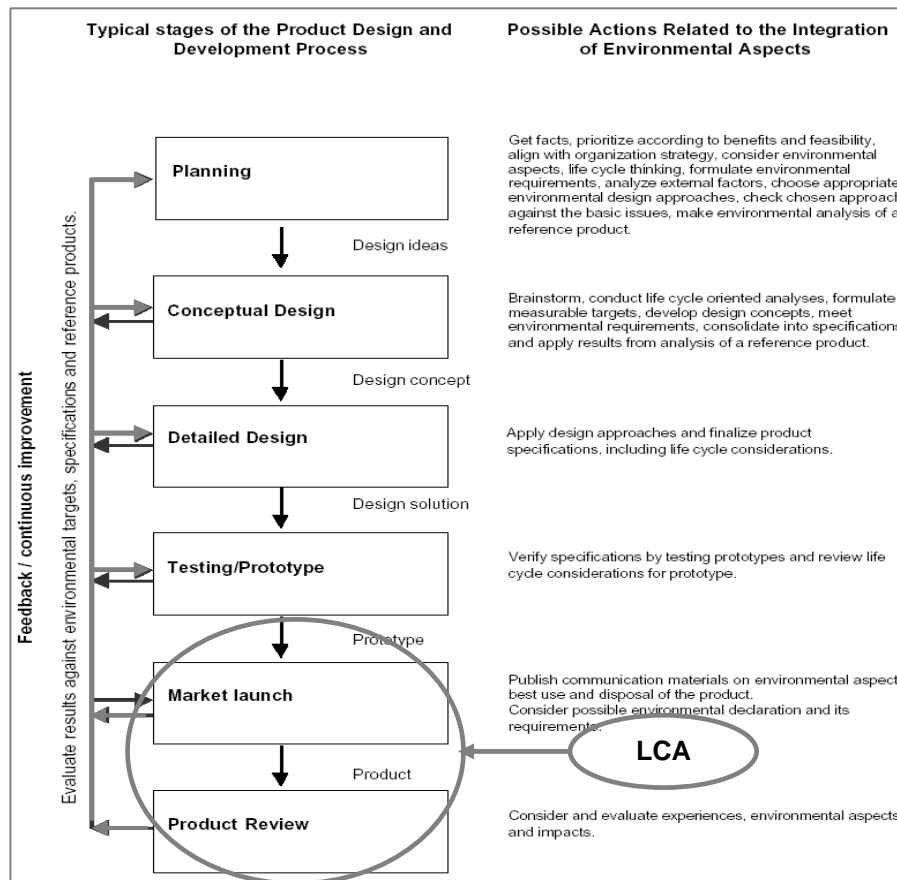 Typical stages of the Product Design and
Development Process
Possible Actions Related to the Integration
of Environmental Aspects
Feedback / continuous improvement
Evaluate results against environmental targets, specifications and reference products.
Planning
Get facts, prioritize according to benefits and feasibility,
align with organization strategy, consider environmental
aspects, life cycle thinking, formulate environmental
requirements, analyze external factors, choose appropriate
environmental design approaches, check chosen approach
against the basic issues, make environmental analysis of a
reference product.
Design ideas
Conceptual Design
Brainstorm, conduct life cycle oriented analyses, formulate
measurable targets, develop design concepts, meet
environmental requirements, consolidate into specifications
and apply results from analysis of a reference product.
Design concept
Detailed Design
Apply design approaches and finalize product
specifications, including life cycle considerations.
Design solution
Testing/Prototype
Verify specifications by testing prototypes and review life
cycle considerations for prototype.
Prototype
Market launch
Publish communication materials on environmental aspect
best use and disposal of the product.
Consider possible environmental declaration and its
requirements.
LCA
Product
Product Review
Consider and evaluate experiences, environmental aspects
and impacts.